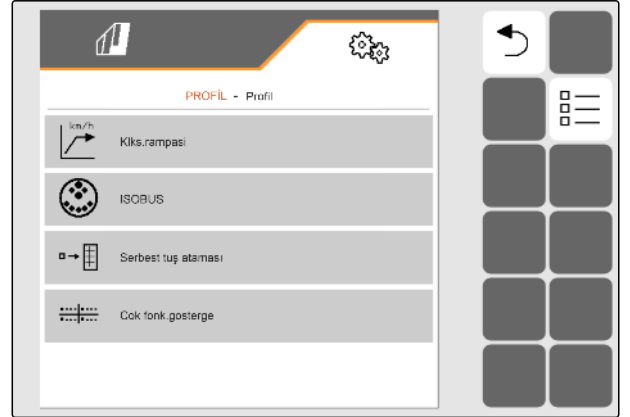 PROFİL - Profil
km/h
Klks.rampasi
ISOBUS
Serbest tuş ataması
Cok fonk.gosterge